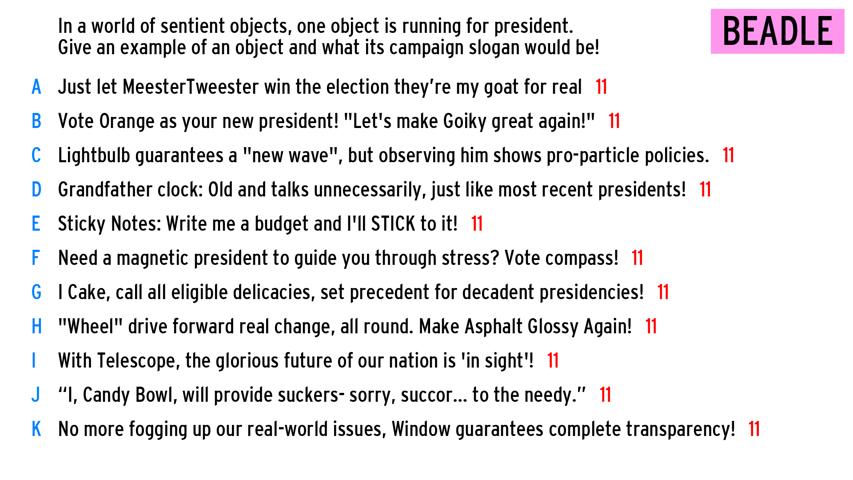 In a world of sentient objects, one object is running for president.
Give an example of an object and what its campaign slogan would be!
BEADLE
A Just let MeesterTweester win the election they’re my goat for real 11
B Vote Orange as your new president! "Let's make Goiky great again!" 11
C Lightbulb guarantees a "new wave", but observing him shows pro-particle policies. 11
D Grandfather clock: Old and talks unnecessarily, just like most recent presidents! 11
E Sticky Notes: Write me a budget and I'll STICK to it! 11
F Need a magnetic president to guide you through stress? Vote compass! 11
G I Cake, call all eligible delicacies, set precedent for decadent presidencies! 11
H "Wheel" drive forward real change, all round. Make Asphalt Glossy Again! 11
I With Telescope, the glorious future of our nation is 'in sight'! 11
J “I, Candy Bowl, will provide suckers- sorry, succor... to the needy.” 11
K No more fogging up our real-world issues, Window guarantees complete transparency! 11